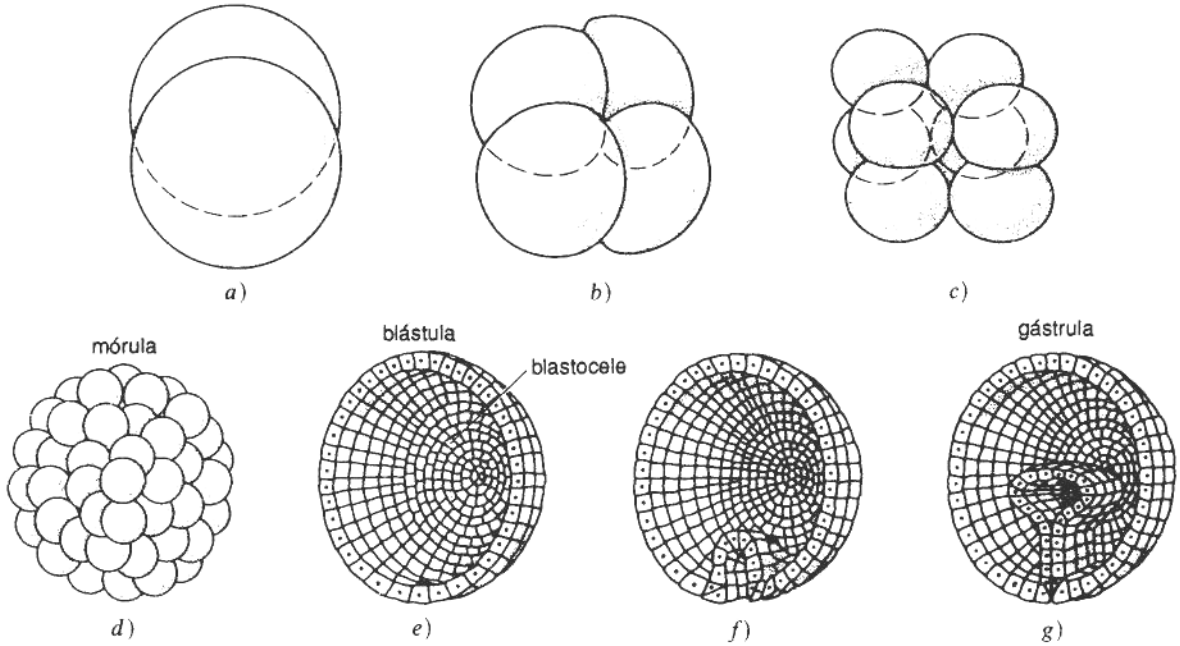 a)
b)
c)
mórula
blástula
blastocele
gástrula
d)
e)
f)
g)